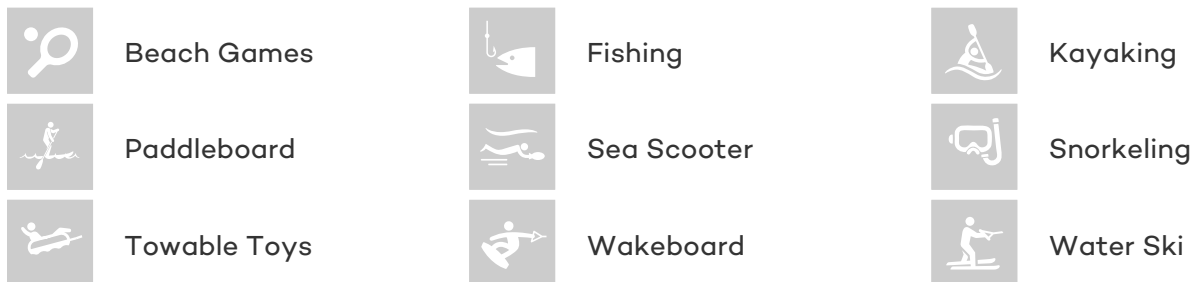 Beach Games
Fishing
Kayaking
Paddleboard
Sea Scooter
Snorkeling
Towable Toys
Wakeboard
Water Ski